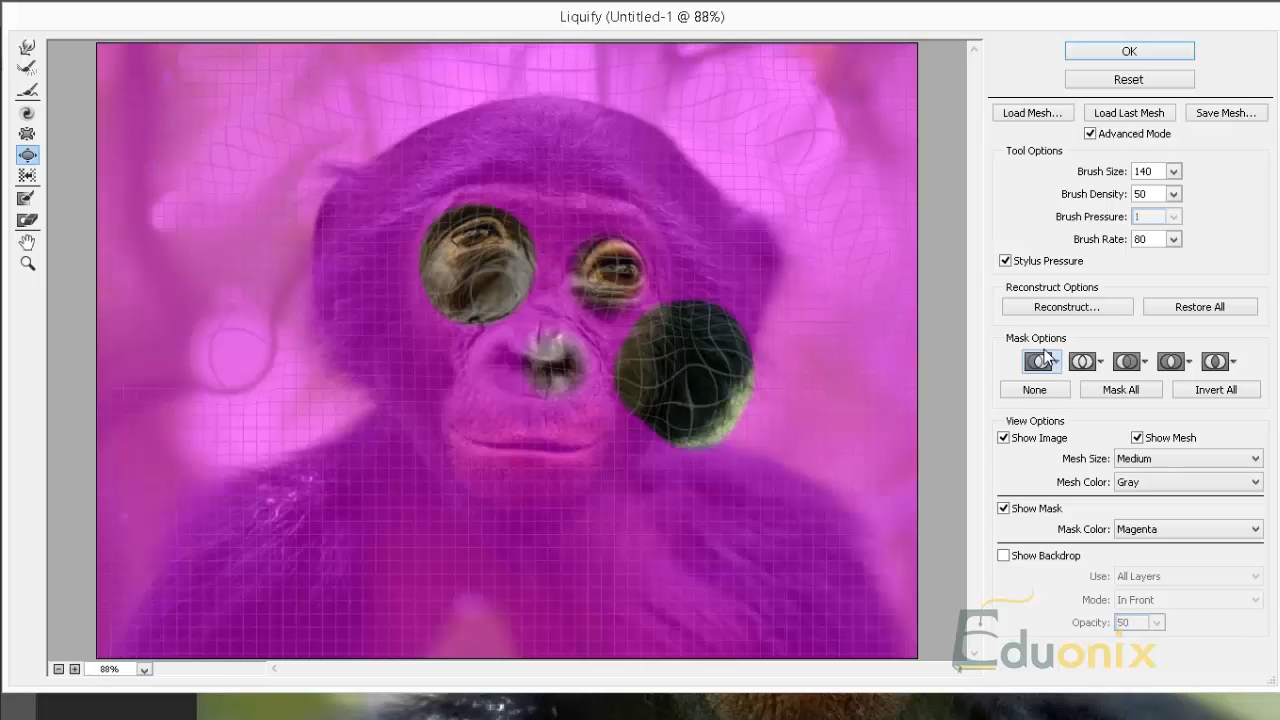 Liquify (Untitled-1 @ 88%)
OK
Reset
Load Mesh... Load Last Mesh Save Mesh...
Advanced Mode
Tool Options
Brush Size: 140
Brush Density: 50
Brush Pressure: 1
Brush Rate: 80
Stylus Pressure
Reconstruct Options
Reconstruct... Restore All
Mask Options
None Mask All Invert All
View Options
Show Image Show Mesh
Mesh Size: Medium
Mesh Color: Gray
Show Mask
Mask Color: Magenta
Show Backdrop
Use: All Layers
Mode: In Front
Opacity: 50
Eduonix
88%